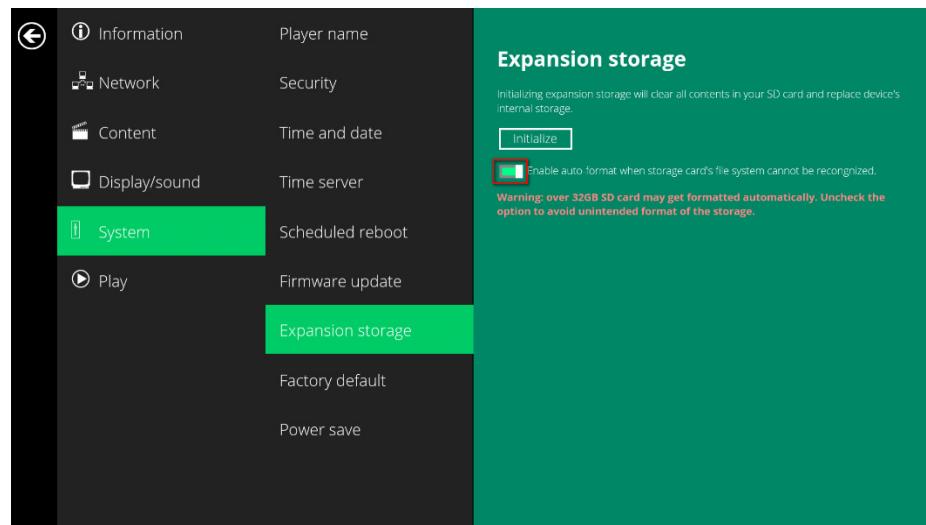 Information
Network
Content
Display/sound
System
Play
Player name
Security
Time and date
Time server
Scheduled reboot
Firmware update
Expansion storage
Factory default
Power save
Expansion storage
Initializing expansion storage will clear all contents in your SD card and replace device's
internal storage.
Initialize
Enable auto format when storage card's file system cannot be recongnized.
Warning: over 32GB SD card may get formatted automatically. Uncheck the
option to avoid unintended format of the storage.